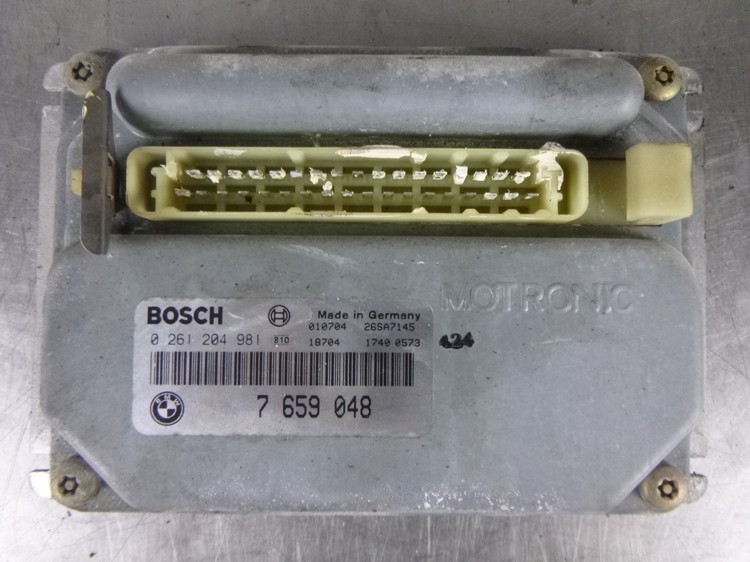 MOTRONIC
BOSCH Made in Germany
010704 26SA7145
0 261 204 981 810 18704 1740 0573
424
BMW
7 659 048